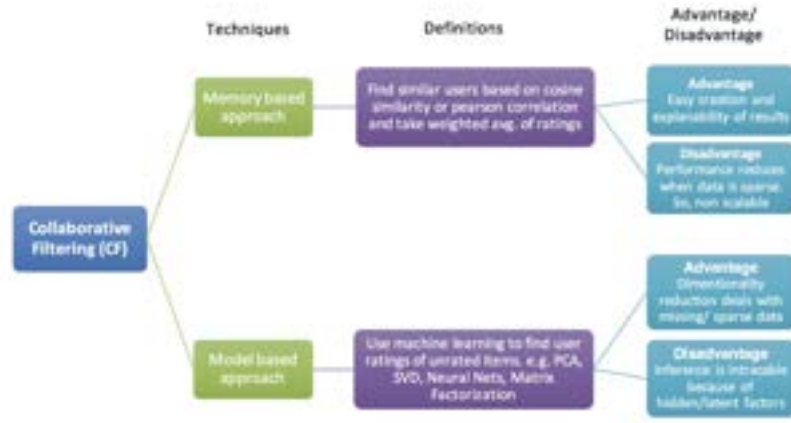 Techniques
Definitions
Advantage/
Disadvantage
Collaborative
Filtering (CF)
Memory based
approach
Find similar users based on cosine
similarity or pearson correlation
and take weighted avg. of ratings
Advantage
Easy creation and
explanability of results
Disadvantage
Performance reduces
when data is sparse.
So, non scalable
Model based
approach
Use machine learning to find user
ratings of unrated items. e.g. PCA,
SVD, Neural Nets, Matrix
Factorization
Advantage
Dimentionality
reduction deals with
missing/ sparse data
Disadvantage
Inference is intractable
because of
hidden/latent factors